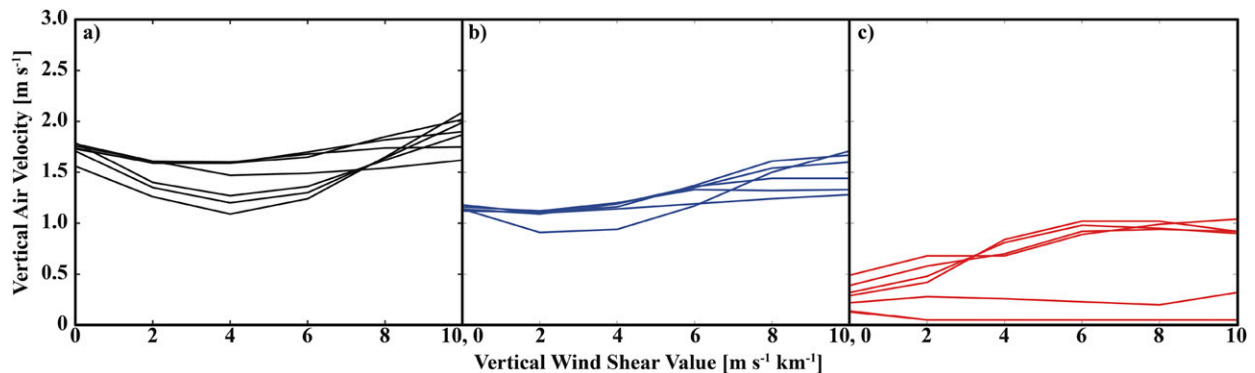 Vertical Air Velocity [m s⁻¹]
3.0
2.5
2.0
1.5
1.0
0.5
0
a)
b)
c)
0 2 4 6 8 10, 0 2 4 6 8 10, 0 2 4 6 8 10
Vertical Wind Shear Value [m s⁻¹ km⁻¹]